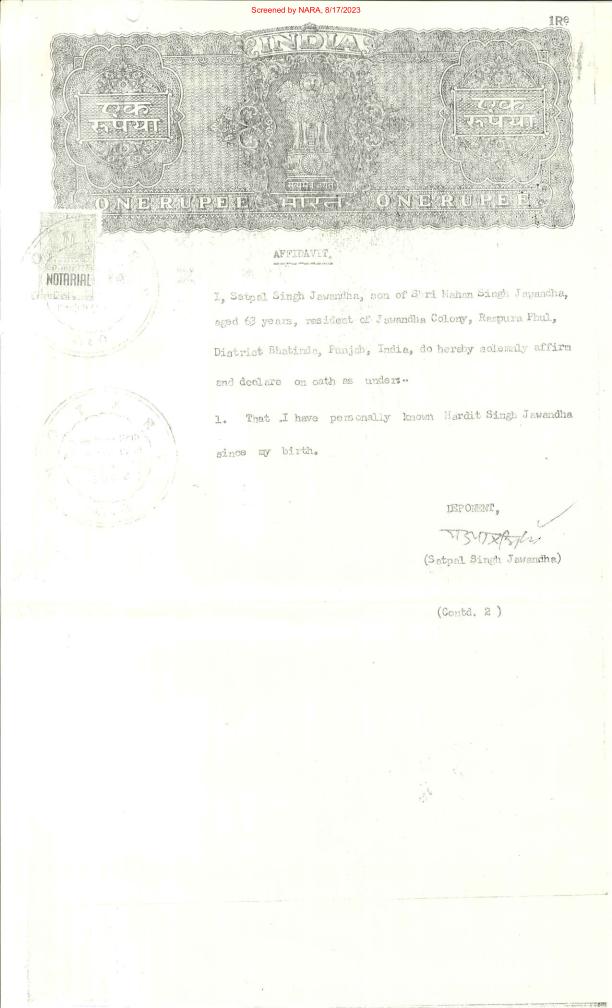 Screened by NARA, 8/17/2023
1Re
INDIA
एक
रूपया
एक
रूपया
सत्यमेव जयते
ONE RUPEE भारत ONE RUPEE
NOTARIAL
AFFIDAVIT.
I, Satpal Singh Jawandha, son of Shri Mahan Singh Jawandha,
aged 63 years, resident of Jawandha Colony, Rampura Phul,
District Bhatinda, Punjab, India, do hereby solemnly affirm
and declare on oath as under:-
1. That I have personally known Hardit Singh Jawandha
since my birth.
DEPONENT,
(Satpal Singh Jawandha)
(Contd. 2 )